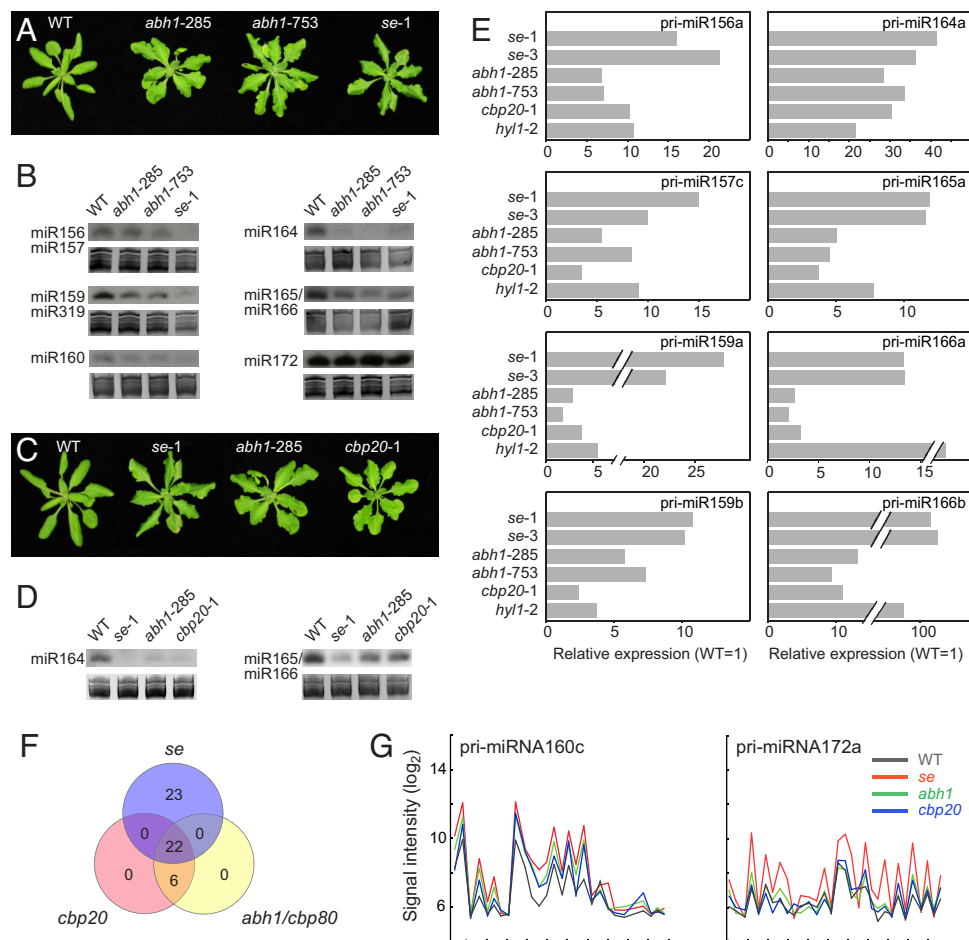 A
WT
abh1-285
abh1-753
se-1
B
WT
abh1-285
abh1-753
se-1
miR156
miR157
miR159
miR319
miR160
WT
abh1-285
abh1-753
se-1
miR164
miR165/
miR166
miR172
C
WT
se-1
abh1-285
cbp20-1
D
WT
se-1
abh1-285
cbp20-1
miR164
WT
se-1
abh1-285
cbp20-1
miR165/
miR166
E
pri-miR156a
se-1
se-3
abh1-285
abh1-753
cbp20-1
hyl1-2
0 5 10 15 20
pri-miR164a
0 10 20 30 40
pri-miR157c
se-1
se-3
abh1-285
abh1-753
cbp20-1
hyl1-2
0 5 10 15
pri-miR165a
0 5 10
pri-miR159a
se-1
se-3
abh1-285
abh1-753
cbp20-1
hyl1-2
0 5 22 30
pri-miR166a
0 5 10 15
pri-miR159b
se-1
se-3
abh1-285
abh1-753
cbp20-1
hyl1-2
0 5 10
Relative expression (WT=1)
pri-miR166b
0 10 100
Relative expression (WT=1)
F
se
23
0
0
22
0
6
0
cbp20
abh1/cbp80
G
Signal intensity (log2)
14
10
6
pri-miRNA160c
pri-miRNA172a
WT
se
abh1
cbp20